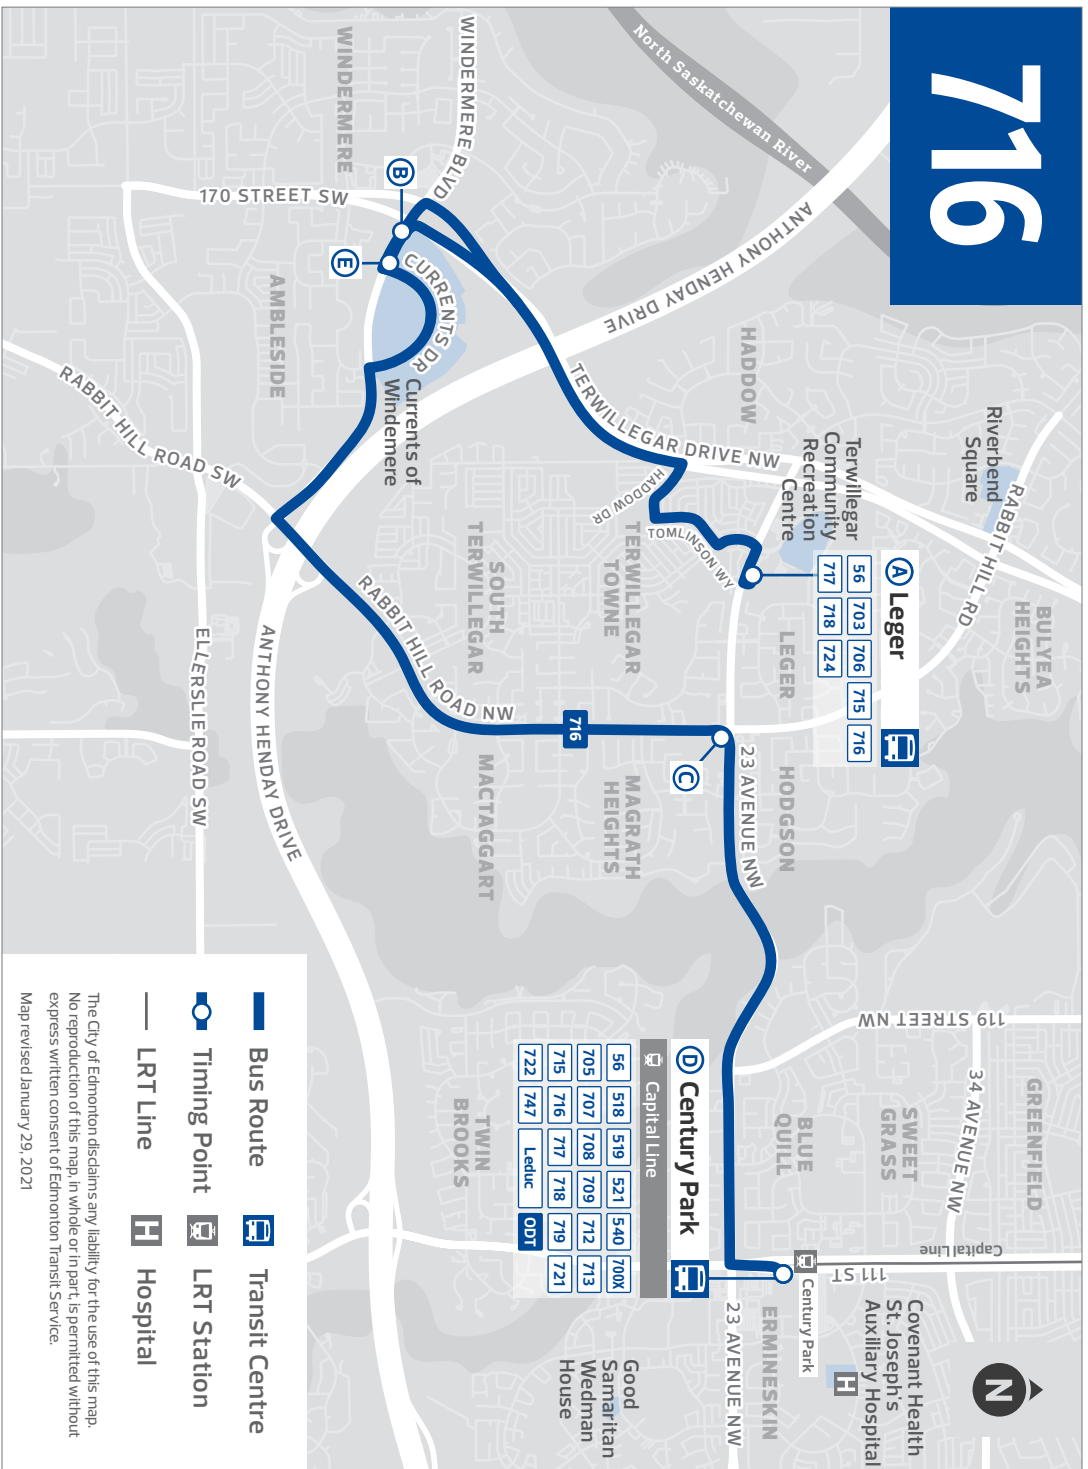 716
North Saskatchewan River
WINDERMERE
WINDERMERE BLVD
170 STREET SW
B
E
CURRENTS DR
AMBLESIDE
Currents of
Windemere
RABBIT HILL ROAD SW
ANTHONY HENDAY DRIVE
HADDOW
TERWILLEGAR DRIVE NW
HADDOW DR
TOMLINSON WY
Riverbend
Square
RABBIT HILL RD
Terwillegar
Community
Recreation
Centre
A Leger
56 703 706 715 716
717 718 724
BULYEA
HEIGHTS
LEGER
TERWILLEGAR
TOWNE
SOUTH
TERWILLEGAR
RABBIT HILL ROAD NW
716
C
ELLERSLIE ROAD SW
ANTHONY HENDAY DRIVE
MACTAGGART
MAGRATH
HEIGHTS
23 AVENUE NW
HODGSON
119 STREET NW
34 AVENUE NW
GREENFIELD
SWEET
GRASS
BLUE
QUILL
TWIN
BROOKS
D Century Park
Capital Line
56 518 519 521 540 700X
705 707 708 709 712 713
715 716 717 718 719 721
722 747 Leduc ODT
Capital Line
111 ST
Century Park
ERMINESKIN
23 AVENUE NW
Covenant Health
St. Joseph's
Auxiliary Hospital
H
Good
Samaritan
Wedman
House
N
Bus Route
Timing Point
LRT Line
Transit Centre
LRT Station
H Hospital
The City of Edmonton disclaims any liability for the use of this map.
No reproduction of this map, in whole or in part, is permitted without
express written consent of Edmonton Transit Service.
Map revised January 29, 2021